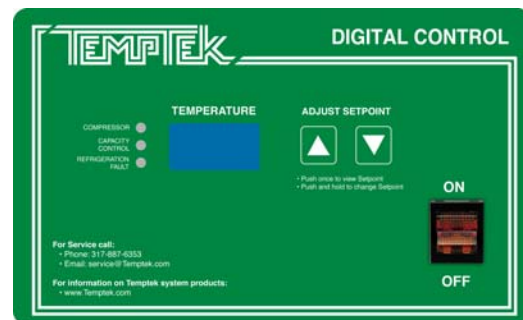 TEMPTEK
DIGITAL CONTROL
TEMPERATURE
COMPRESSOR
CAPACITY
CONTROL
REFRIGERATION
FAULT
ADJUST SETPOINT
• Push once to view Setpoint
• Push and hold to change Setpoint
ON
OFF
For Service call:
• Phone: 317-887-6353
• Email: service@Temptek.com
For information on Temptek system products:
• www.Temptek.com